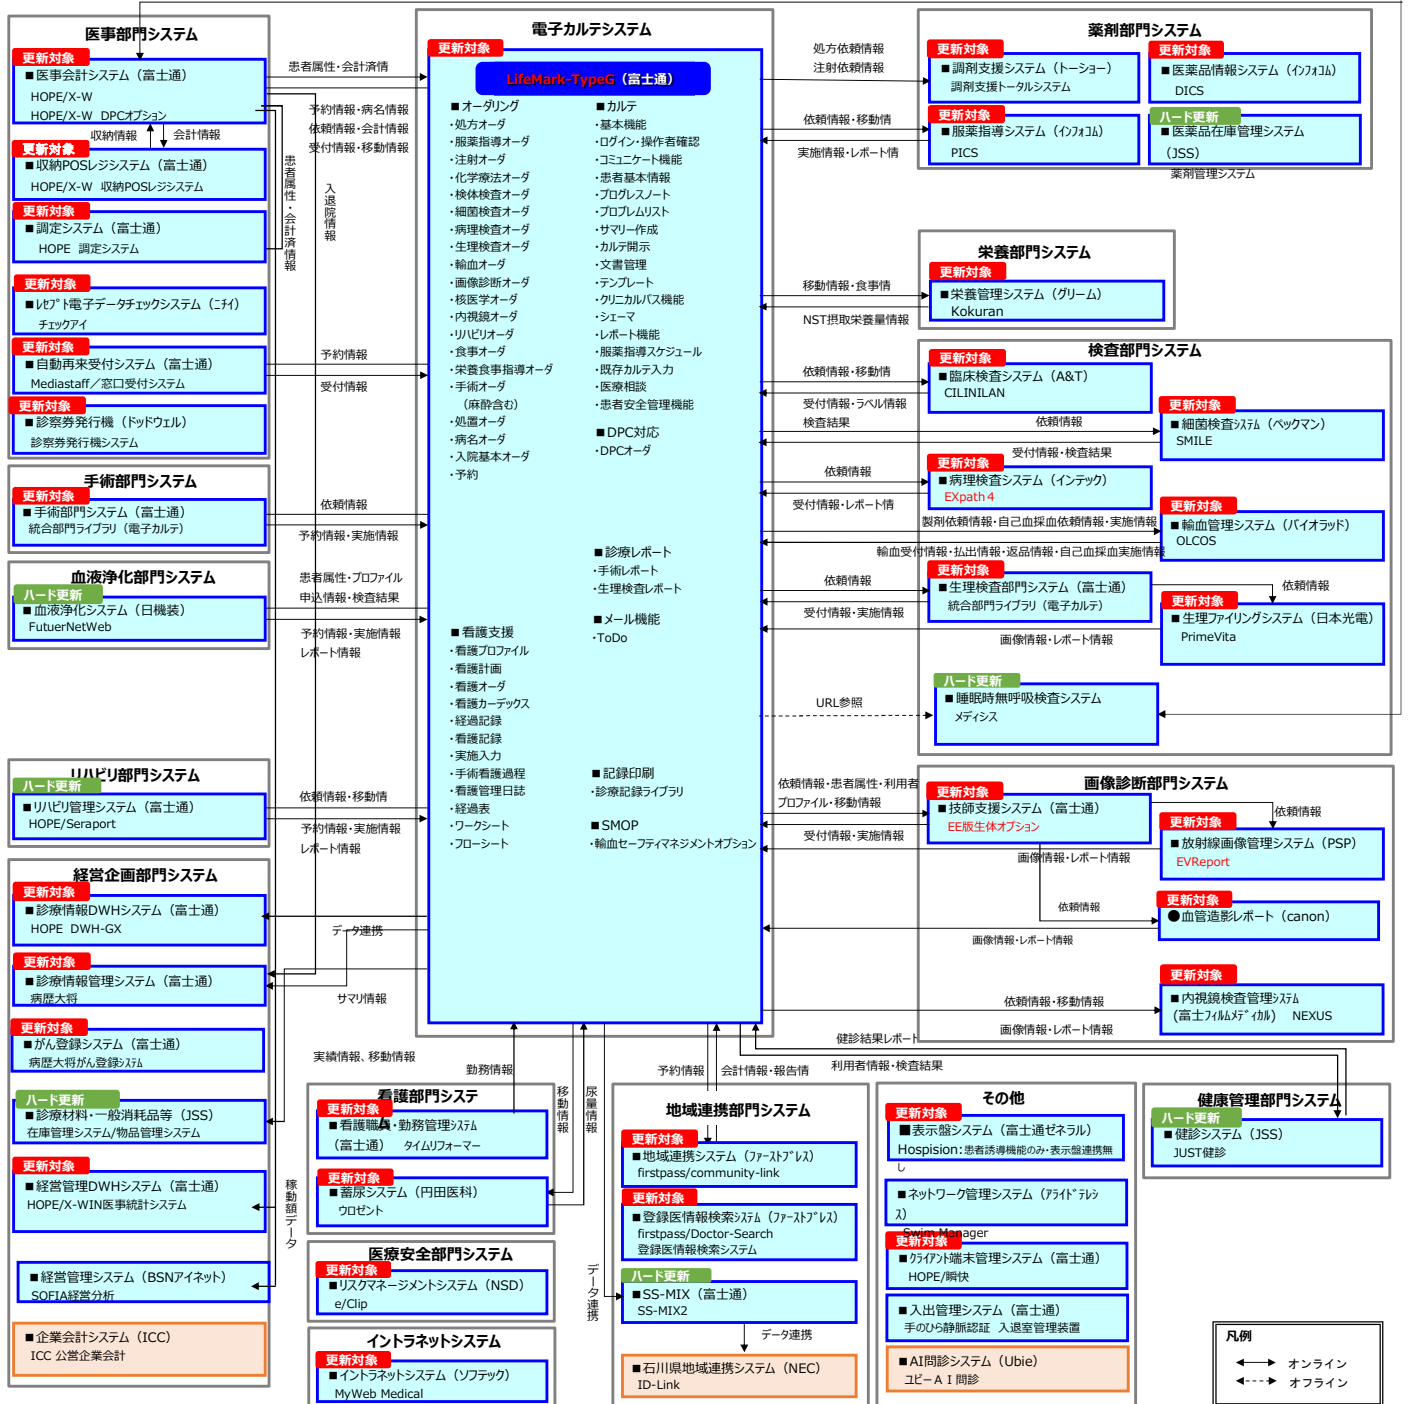 医事部門システム
更新対象
■医事会計システム（富士通）
HOPE/X-W
HOPE/X-W DPCオプション
収納情報
会計情報
更新対象
■収納POSレジシステム（富士通）
HOPE/X-W 収納POSレジシステム
更新対象
■調定システム（富士通）
HOPE 調定システム
更新対象
■ﾚｾﾌﾟﾄ電子データチェックシステム（ﾆﾁｲ）
チェックアイ
更新対象
■自動再来受付システム（富士通）
Mediastaff／窓口受付システム
更新対象
■診察券発行機（ドッドウェル）
診察券発行機システム
手術部門システム
更新対象
■手術部門システム（富士通）
統合部門ライブラリ（電子カルテ）
血液浄化部門システム
ハード更新
■血液浄化システム（日機装）
FutuerNetWeb
リハビリ部門システム
ハード更新
■リハビリ管理システム（富士通）
HOPE/Seraport
経営企画部門システム
更新対象
■診療情報DWHシステム（富士通）
HOPE DWH-GX
更新対象
■診療情報管理システム（富士通）
病歴大将
更新対象
■がん登録システム（富士通）
病歴大将がん登録ｼｽﾃﾑ
ハード更新
■診療材料・一般消耗品等（JSS）
在庫管理システム/物品管理システム
更新対象
■経営管理DWHシステム（富士通）
HOPE/X-WIN医事統計システム
■経営管理システム（BSNアイネット）
SOFIA経営分析
■企業会計システム（ICC）
ICC 公営企業会計
患者属性・会計済情
予約情報・病名情報
依頼情報・会計情報
受付情報・移動情報
患者属性・会計済情報
入退院情報
予約情報
受付情報
依頼情報
予約情報・実施情報
患者属性・プロファイル
申込情報・検査結果
予約情報・実施情報
レポート情報
依頼情報・移動情
予約情報・実施情報
レポート情報
データ連携
サマリ情報
実績情報、移動情報
勤務情報
稼働額データ
移動情報
尿量情報
データ連携
電子カルテシステム
更新対象
LifeMark-TypeG（富士通）
■オーダリング
・処方オーダ
・服薬指導オーダ
・注射オーダ
・化学療法オーダ
・検体検査オーダ
・細菌検査オーダ
・病理検査オーダ
・生理検査オーダ
・輸血オーダ
・画像診断オーダ
・核医学オーダ
・内視鏡オーダ
・リハビリオーダ
・食事オーダ
・栄養食事指導オーダ
・手術オーダ
（麻酔含む）
・処置オーダ
・病名オーダ
・入院基本オーダ
・予約
■看護支援
・看護プロファイル
・看護計画
・看護オーダ
・看護カーデックス
・経過記録
・看護記録
・実施入力
・手術看護過程
・看護管理日誌
・経過表
・ワークシート
・フローシート
■カルテ
・基本機能
・ログイン・操作者確認
・コミュニケート機能
・患者基本情報
・プログレスノート
・プロブレムリスト
・サマリー作成
・カルテ開示
・文書管理
・テンプレート
・クリニカルパス機能
・シェーマ
・レポート機能
・服薬指導スケジュール
・既存カルテ入力
・医療相談
・患者安全管理機能
■DPC対応
・DPCオーダ
■診療レポート
・手術レポート
・生理検査レポート
■メール機能
・ToDo
■記録印刷
・診療記録ライブラリ
■SMOP
・輸血セーフティマネジメントオプション
処方依頼情報
注射依頼情報
依頼情報・移動情
実施情報・レポート情
移動情報・食事情
NST摂取栄養量情報
依頼情報・移動情
受付情報・ラベル情報
検査結果
依頼情報
受付情報・検査結果
依頼情報
受付情報・レポート情
製剤依頼情報・自己血採血依頼情報・実施情報
輸血受付情報・払出情報・返品情報・自己血採血実施情報
依頼情報
受付情報・実施情報
依頼情報
画像情報・レポート情報
URL参照
依頼情報・患者属性・利用者
プロファイル・移動情報
受付情報・実施情報
依頼情報
画像情報・レポート情報
依頼情報
画像情報・レポート情報
依頼情報・移動情報
画像情報・レポート情報
健診結果レポート
利用者情報・検査結果
予約情報
会計情報・報告情
薬剤部門システム
更新対象
■調剤支援システム（トーショー）
調剤支援トータルシステム
更新対象
■医薬品情報システム（ｲﾝﾌｫｺﾑ）
DICS
更新対象
■服薬指導システム（ｲﾝﾌｫｺﾑ）
PICS
ハード更新
■医薬品在庫管理システム
（JSS）
薬剤管理システム
栄養部門システム
更新対象
■栄養管理システム（グリーム）
Kokuran
検査部門システム
更新対象
■臨床検査システム（A&T）
CILINILAN
更新対象
■細菌検査ｼｽﾃﾑ（ベックマン）
SMILE
更新対象
■病理検査システム（インテック）
EXpath４
更新対象
■輸血管理システム（バイオラッド）
OLCOS
更新対象
■生理検査部門システム（富士通）
統合部門ライブラリ（電子カルテ）
更新対象
■生理ファイリングシステム（日本光電）
PrimeVita
ハード更新
■睡眠時無呼吸検査システム
メディシス
画像診断部門システム
更新対象
■技師支援システム（富士通）
EE版生体オプション
更新対象
■放射線画像管理システム（PSP）
EVReport
更新対象
●血管造影レポート（canon）
更新対象
■内視鏡検査管理ｼｽﾃﾑ
（富士フィルムﾒﾃﾞｨｶﾙ） NEXUS
看護部門システム
更新対象
■看護職員・勤務管理ｼｽﾃﾑ
（富士通） タイムリフォーマー
更新対象
■蓄尿システム（円田医科）
ウロゼント
医療安全部門システム
更新対象
■リスクマネージメントシステム（NSD）
e/Clip
イントラネットシステム
更新対象
■イントラネットシステム（ソフテック）
MyWeb Medical
地域連携部門システム
更新対象
■地域連携システム（ﾌｧｰｽﾄﾌﾞﾚｽ）
firstpass/community-link
更新対象
■登録医情報検索ｼｽﾃﾑ（ﾌｧｰｽﾄﾌﾞﾚｽ）
firstpass/Doctor-Search
登録医情報検索システム
ハード更新
■SS-MIX（富士通）
SS-MIX2
データ連携
■石川県地域連携システム（NEC）
ID-Link
その他
更新対象
■表示盤システム（富士通ゼネラル）
Hospision:患者誘導機能のみ・表示盤連携無
し
■ネットワーク管理システム（ｱﾗｲﾄﾞﾃﾚｼ
ｽ）
Swim Manager
更新対象
■ｸﾗｲｱﾝﾄ端末管理システム（富士通）
HOPE/瞬快
■入出管理システム（富士通）
手のひら静脈認証 入退室管理装置
■AI問診システム（Ubie）
ユビーＡＩ問診
健康管理部門システム
ハード更新
■健診システム（JSS）
JUST健診
凡例
オンライン
オフライン